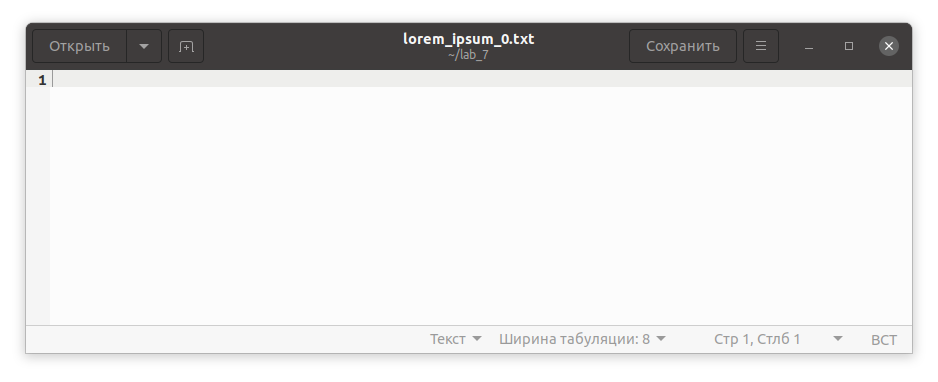 Открыть
lorem_ipsum_0.txt
~/lab_7
Сохранить
1
Текст Ширина табуляции: 8 Стр 1, Стлб 1 ВСТ